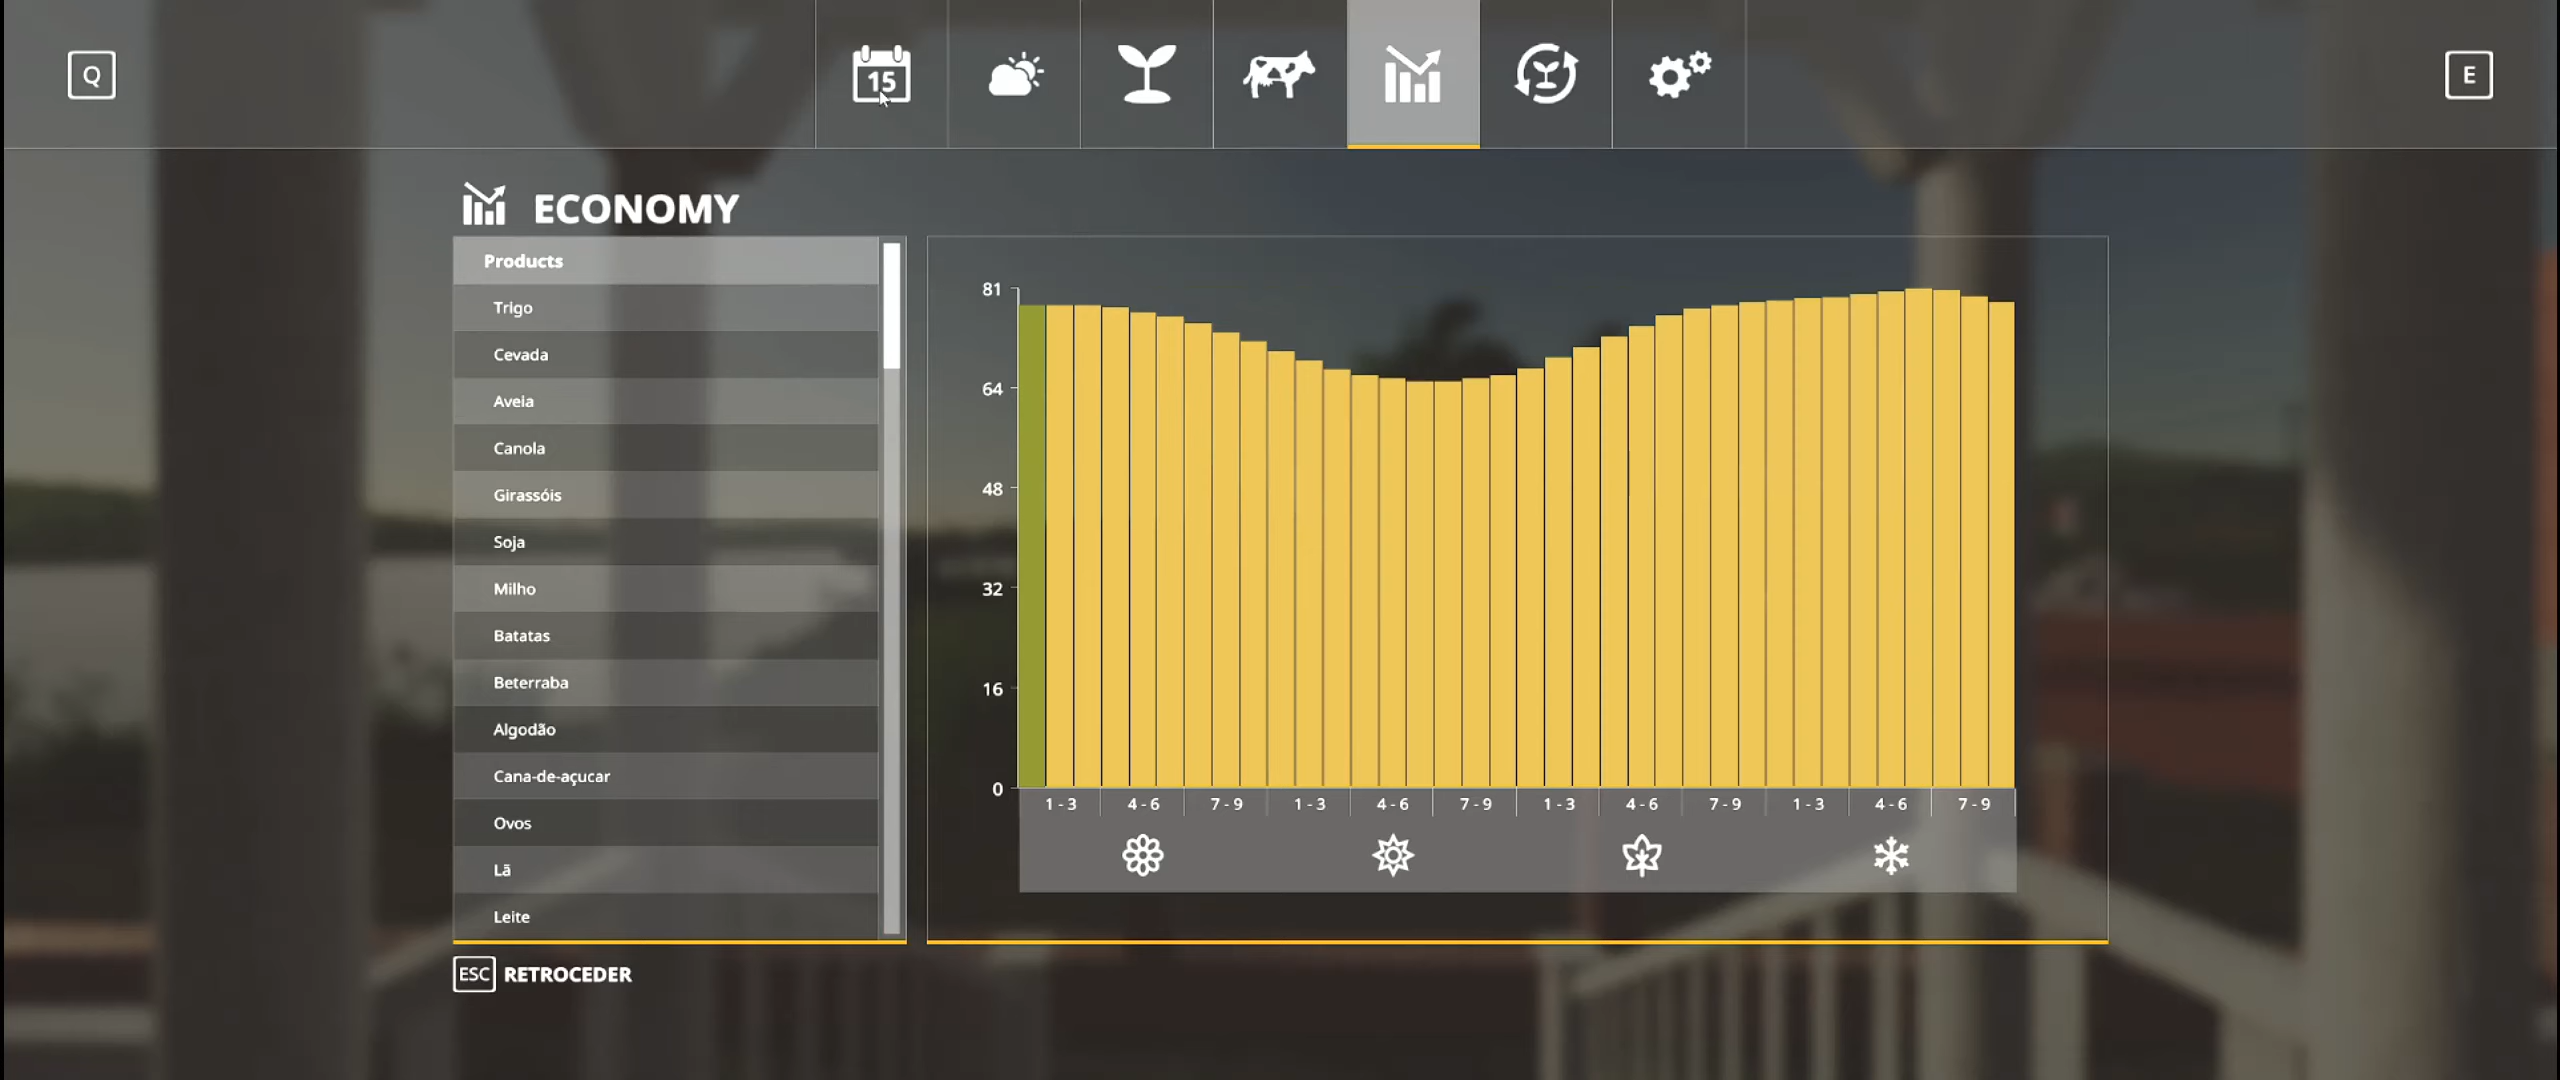 Q
15
E
ECONOMY
Products
Trigo
Cevada
Aveia
Canola
Girassóis
Soja
Milho
Batatas
Beterraba
Algodão
Cana-de-açucar
Ovos
Lã
Leite
81
64
48
32
16
0
1 - 3 4 - 6 7 - 9 1 - 3 4 - 6 7 - 9 1 - 3 4 - 6 7 - 9 1 - 3 4 - 6 7 - 9
ESC RETROCEDER